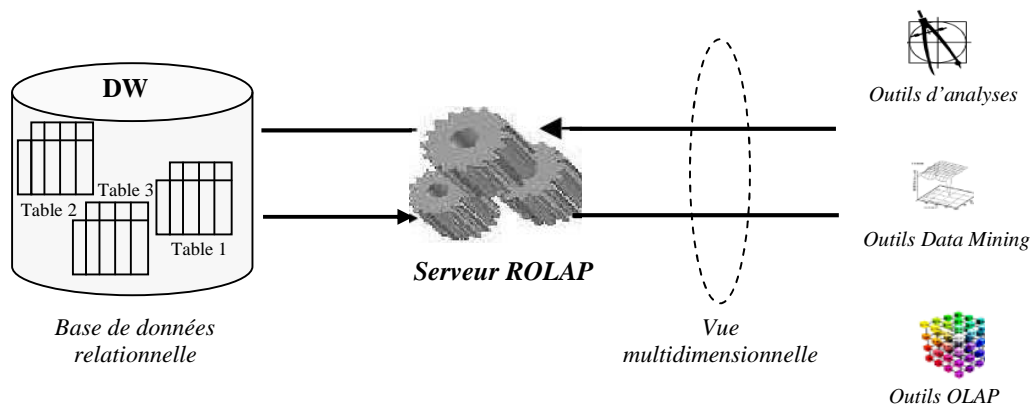 DW
Table 3
Table 2
Table 1
Base de données
relationnelle
Serveur ROLAP
Vue
multidimensionnelle
Outils d'analyses
Outils Data Mining
Outils OLAP